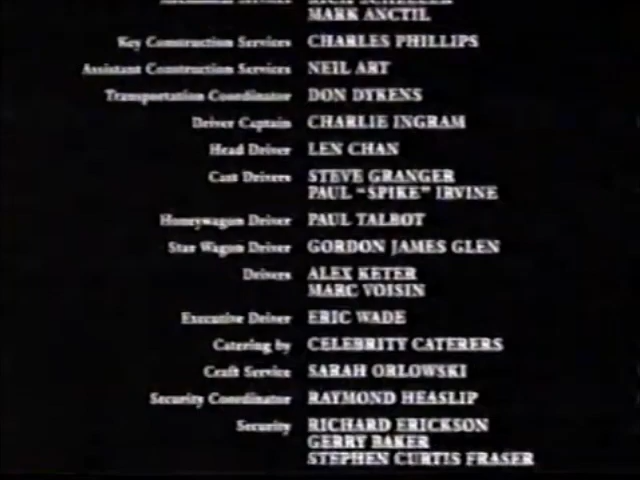 MARK ANCTIL
Key Construction Services CHARLES PHILLIPS
Assistant Construction Services NEIL ART
Transportation Coordinator DON DYKENS
Driver Captain CHARLIE INGRAM
Head Driver LEN CHAN
Cast Drivers STEVE GRANGER
PAUL "SPIKE" IRVINE
Honeywagon Driver PAUL TALBOT
Star Wagon Driver GORDON JAMES GLEN
Drivers ALEX KETER
MARC VOISIN
Executive Driver ERIC WADE
Catering by CELEBRITY CATERERS
Craft Service SARAH ORLOWSKI
Security Coordinator RAYMOND HEASLIP
Security RICHARD ERICKSON
GERRY BAKER
STEPHEN CURTIS FRASER